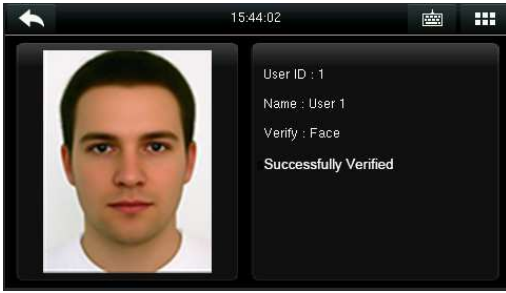 15:44:02
User ID : 1
Name : User 1
Verify : Face
Successfully Verified